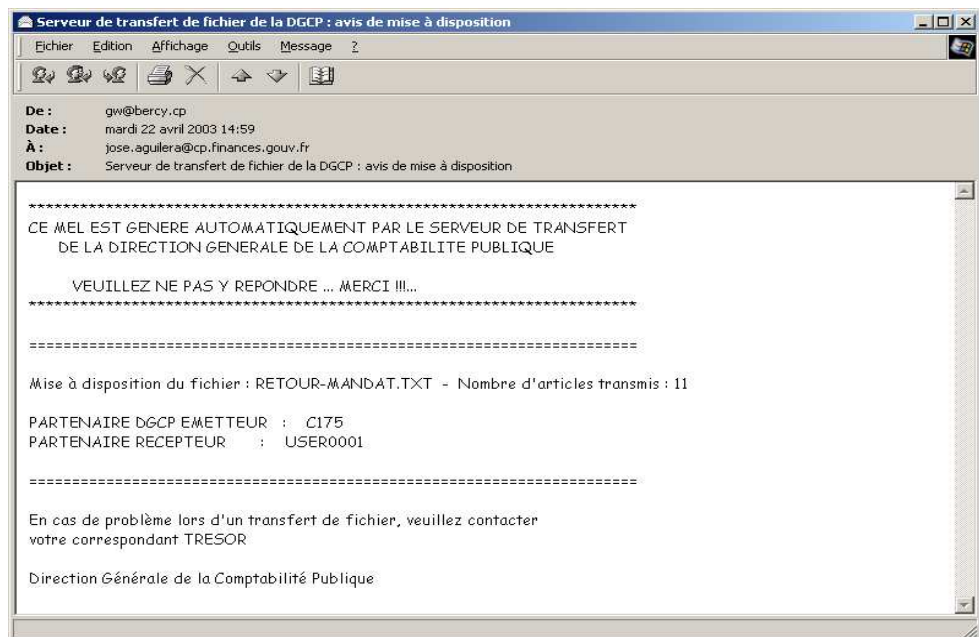 Serveur de transfert de fichier de la DGCP : avis de mise à disposition
Fichier Edition Affichage Outils Message ?
De : gw@bercy.cp
Date : mardi 22 avril 2003 14:59
À : jose.aguilera@cp.finances.gouv.fr
Objet : Serveur de transfert de fichier de la DGCP : avis de mise à disposition
************************************************************************
CE MEL EST GENERE AUTOMATIQUEMENT PAR LE SERVEUR DE TRANSFERT
DE LA DIRECTION GENERALE DE LA COMPTABILITE PUBLIQUE
VEUILLEZ NE PAS Y REPONDRE ... MERCI !!!...
************************************************************************
========================================================================
Mise à disposition du fichier : RETOUR-MANDAT.TXT - Nombre d'articles transmis : 11
PARTENAIRE DGCP EMETTEUR : C175
PARTENAIRE RECEPTEUR : USER0001
========================================================================
En cas de problème lors d'un transfert de fichier, veuillez contacter
votre correspondant TRESOR
Direction Générale de la Comptabilité Publique